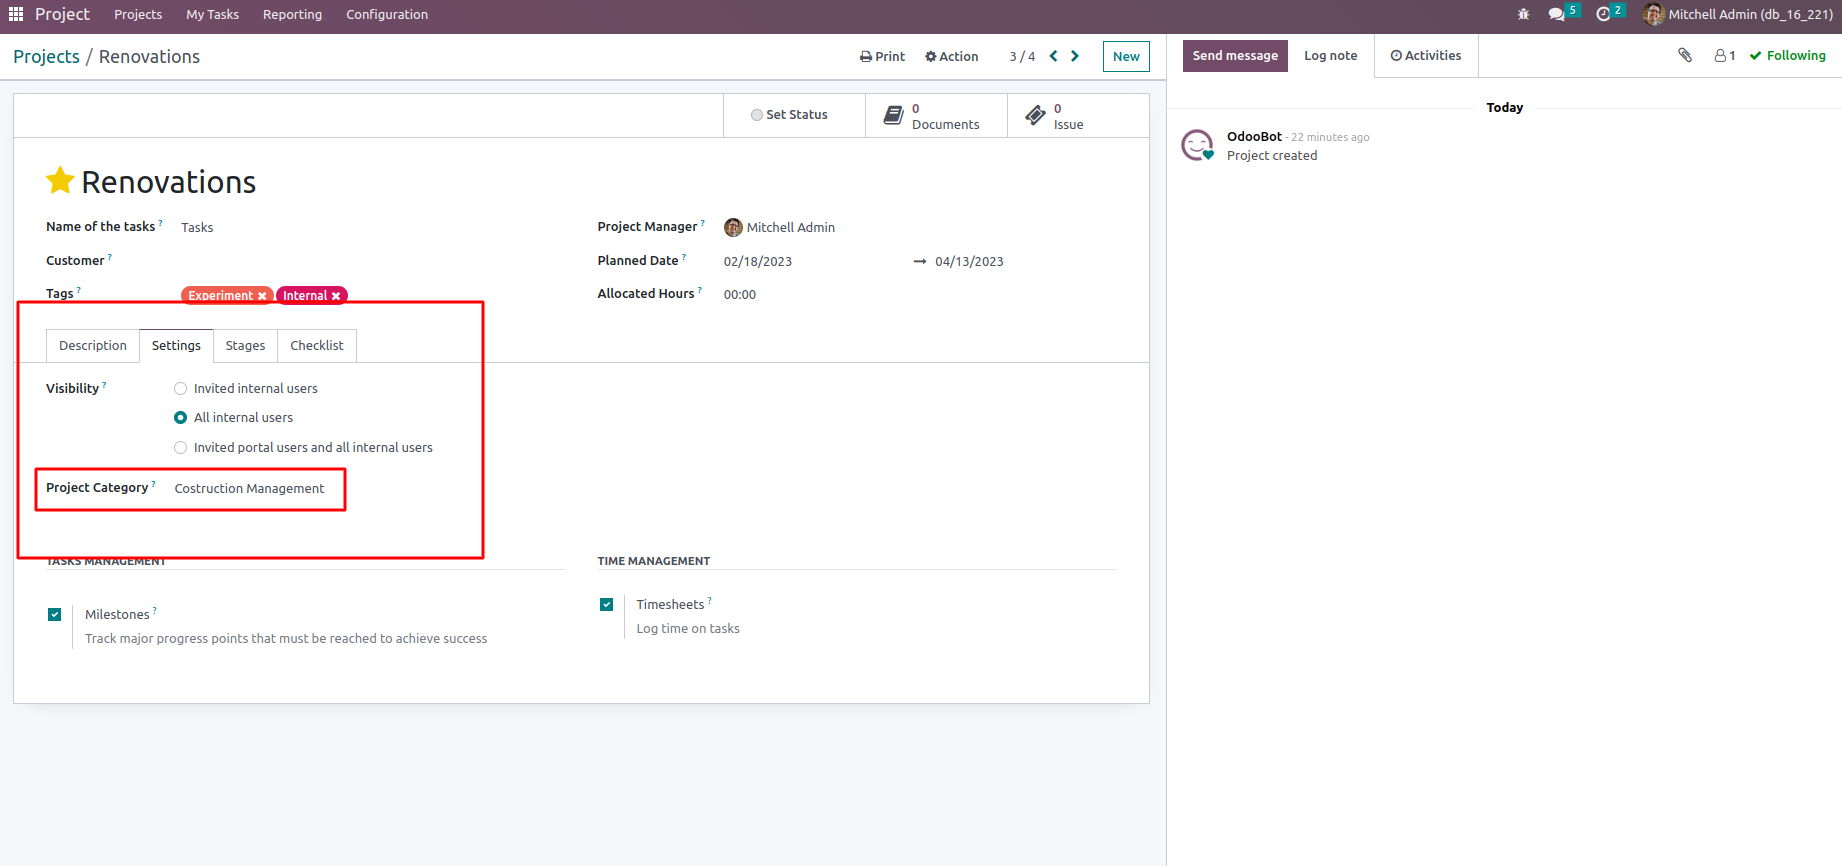 Project Projects My Tasks Reporting Configuration 5 2 Mitchell Admin (db_16_221)
Projects / Renovations Print Action 3 / 4 New Send message Log note Activities 1 Following
Set Status 0 Documents 0 Issue
Today
OdooBot - 22 minutes ago
Project created
Renovations
Name of the tasks ? Tasks Project Manager ? Mitchell Admin
Customer ? Planned Date ? 02/18/2023 → 04/13/2023
Tags ? Experiment × Internal × Allocated Hours ? 00:00
Description Settings Stages Checklist
Visibility ? Invited internal users
All internal users
Invited portal users and all internal users
Project Category ? Costruction Management
TASKS MANAGEMENT TIME MANAGEMENT
Milestones ? Timesheets ?
Track major progress points that must be reached to achieve success Log time on tasks